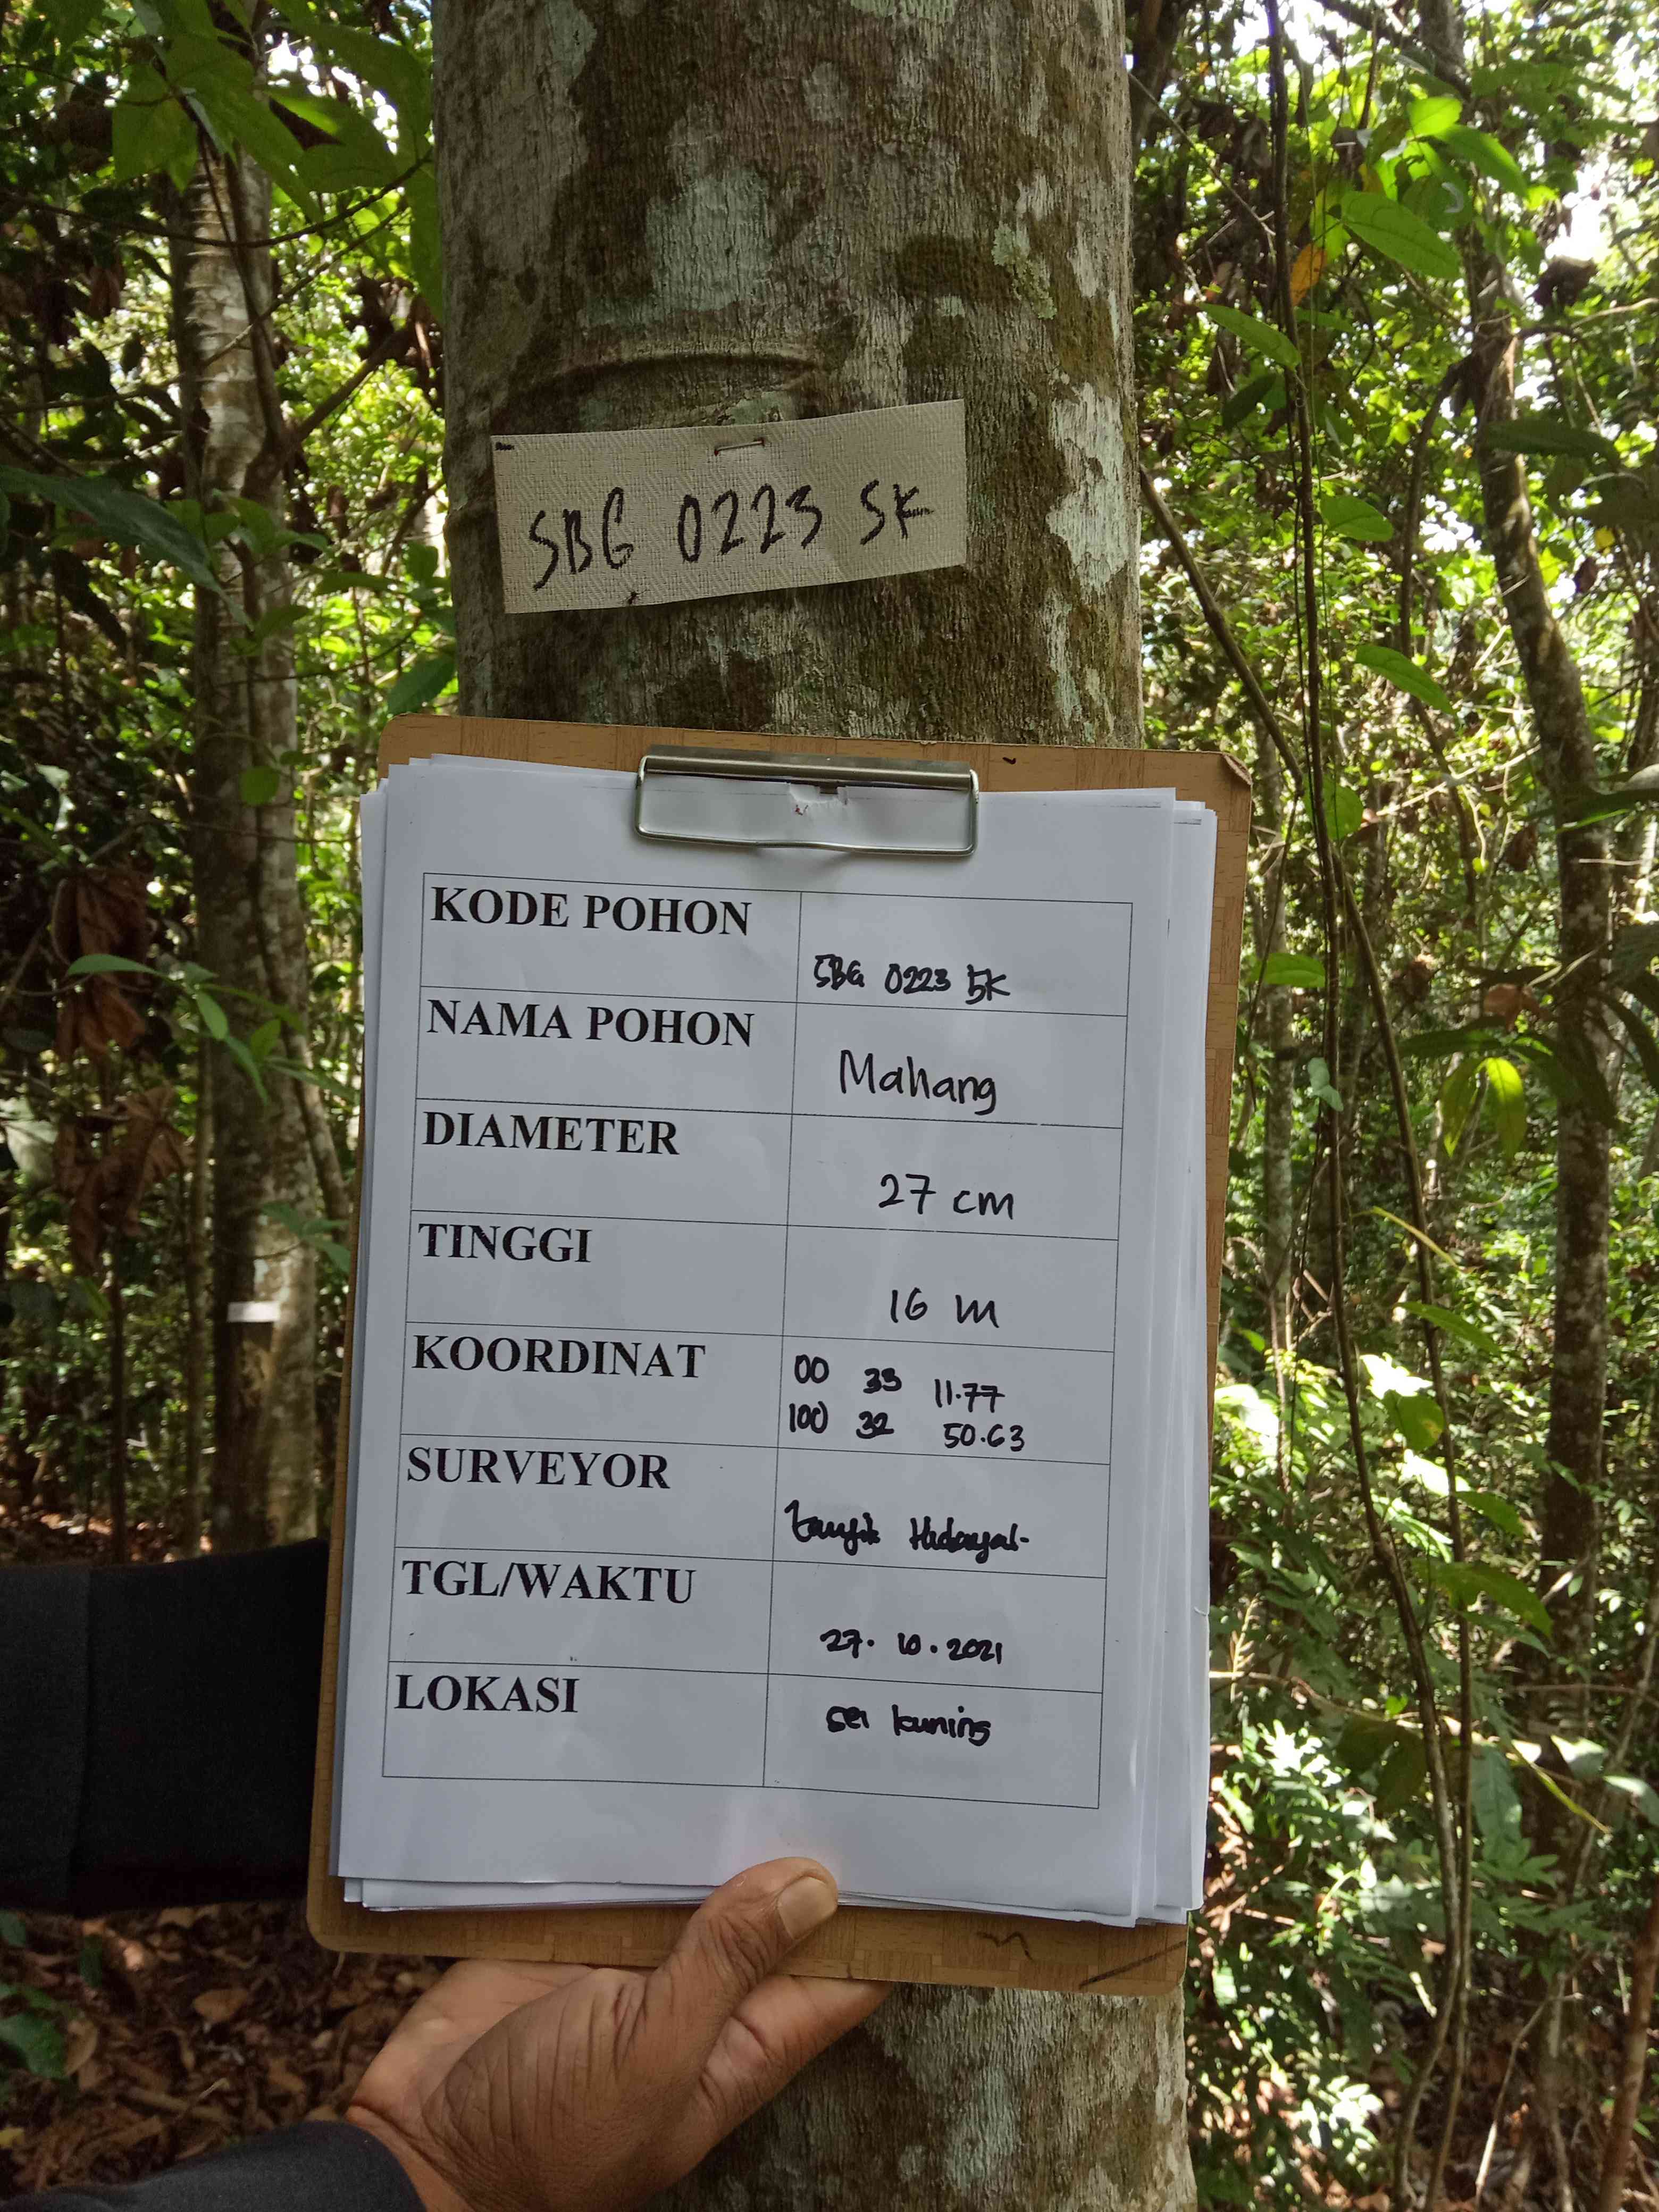 SBG 0223 SK
KODE POHON
SBG 0223 SK
NAMA POHON
Mahang
DIAMETER
27 cm
TINGGI
16 m
KOORDINAT
00 33 11.77
100 32 50.63
SURVEYOR
Taufik Hidayat
TGL/WAKTU
27. 10. 2021
LOKASI
sei kuning